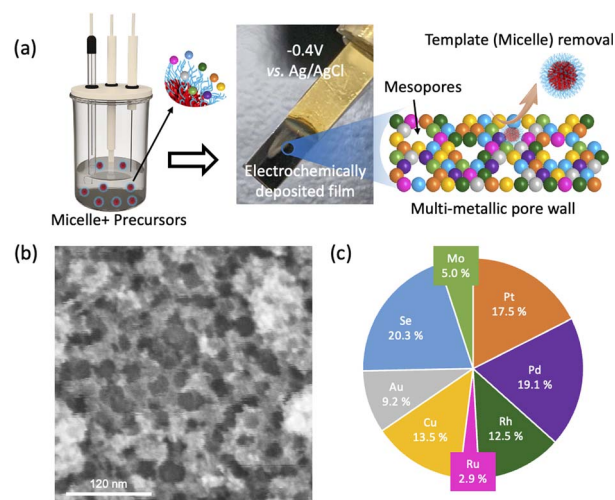 (a)
-0.4V
vs. Ag/AgCl
Electrochemically
deposited film
Micelle+ Precursors
Template (Micelle) removal
Mesopores
Multi-metallic pore wall
(b)
120 nm
(c)
Mo
5.0 %
Pt
17.5 %
Pd
19.1 %
Rh
12.5 %
Ru
2.9 %
Cu
13.5 %
Au
9.2 %
Se
20.3 %